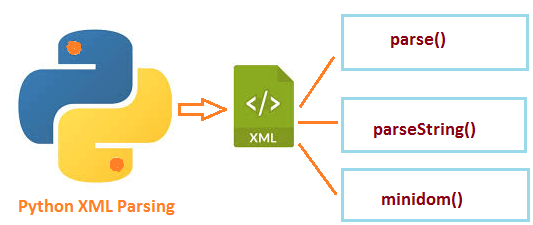 parse()
</>
XML
parseString()
minidom()
Python XML Parsing